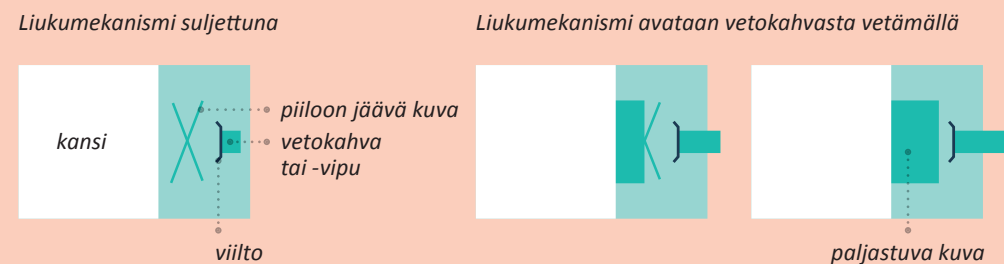 Liukumekanismi suljettuna
Liukumekanismi avataan vetokahvasta vetämällä
kansi
piiloon jäävä kuva
vetokahva
tai -vipu
viilto
paljastuva kuva